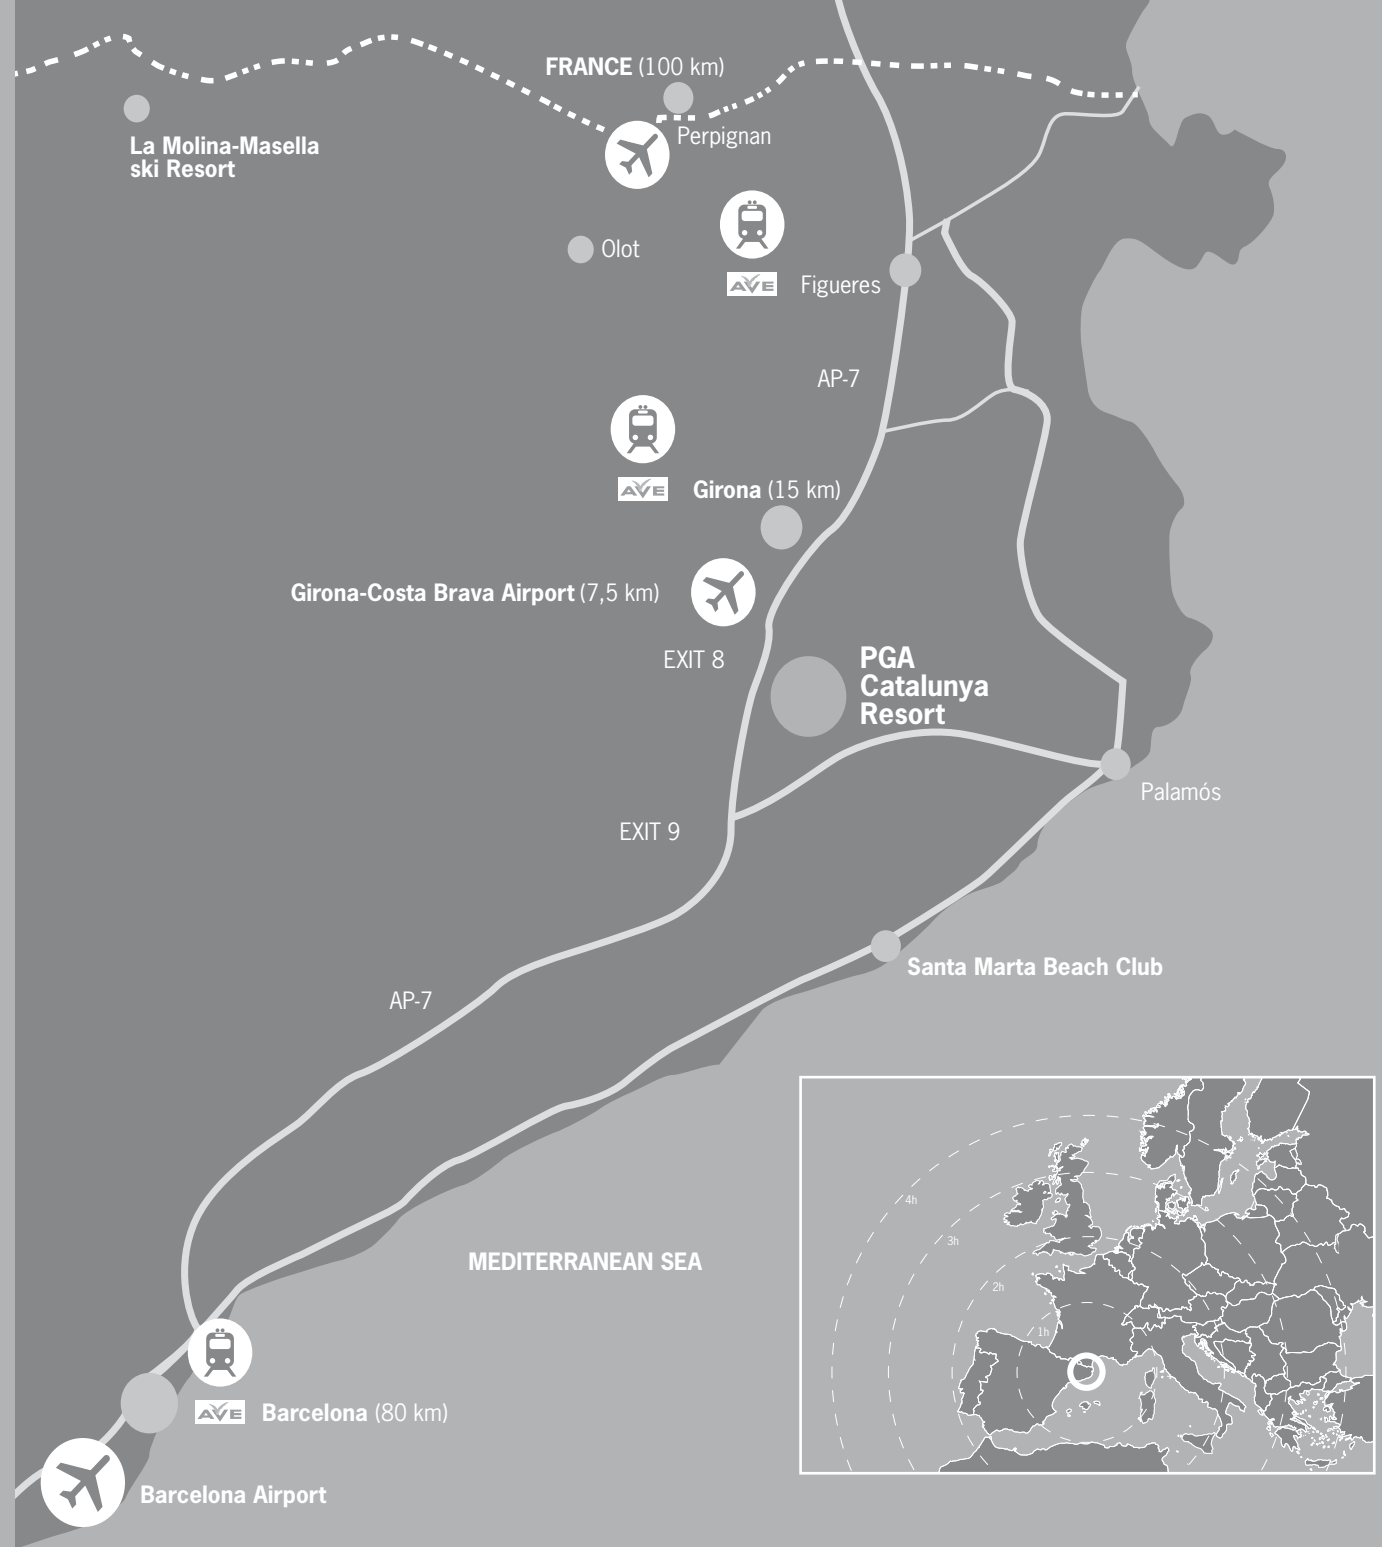 FRANCE (100 km)
Perpignan
La Molina-Masella
ski Resort
Olot
AVE
Figueres
AP-7
AVE
Girona (15 km)
Girona-Costa Brava Airport (7,5 km)
EXIT 8
PGA
Catalunya
Resort
Palamós
EXIT 9
Santa Marta Beach Club
AP-7
4h
3h
2h
1h
MEDITERRANEAN SEA
AVE
Barcelona (80 km)
Barcelona Airport